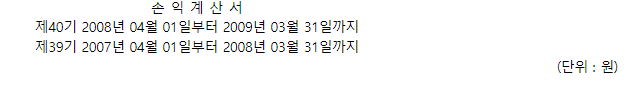 손 익 계 산 서
제40기 2008년 04월 01일부터 2009년 03월 31일까지
제39기 2007년 04월 01일부터 2008년 03월 31일까지
(단위 : 원)